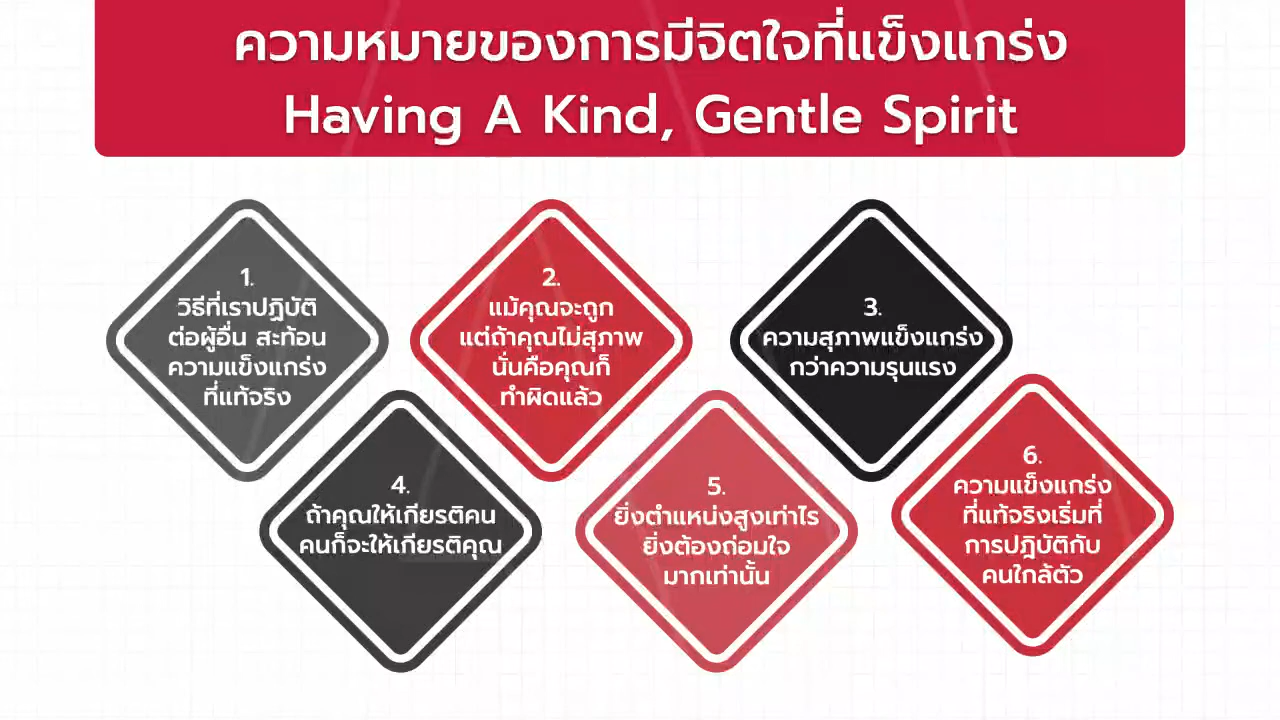 ความหมายของการมีจิตใจที่แข็งแกร่ง
Having A Kind, Gentle Spirit
1.
วิธีที่เราปฏิบัติ
ต่อผู้อื่น สะท้อน
ความแข็งแกร่ง
ที่แท้จริง
2.
แม้คุณจะถูก
แต่ถ้าคุณไม่สุภาพ
นั่นคือคุณก็
ทำผิดแล้ว
3.
ความสุภาพแข็งแกร่ง
กว่าความรุนแรง
4.
ถ้าคุณให้เกียรติคน
คนก็จะให้เกียรติคุณ
5.
ยิ่งตำแหน่งสูงเท่าไร
ยิ่งต้องถ่อมใจ
มากเท่านั้น
6.
ความแข็งแกร่ง
ที่แท้จริงเริ่มที่
การปฎิบัติกับ
คนใกล้ตัว